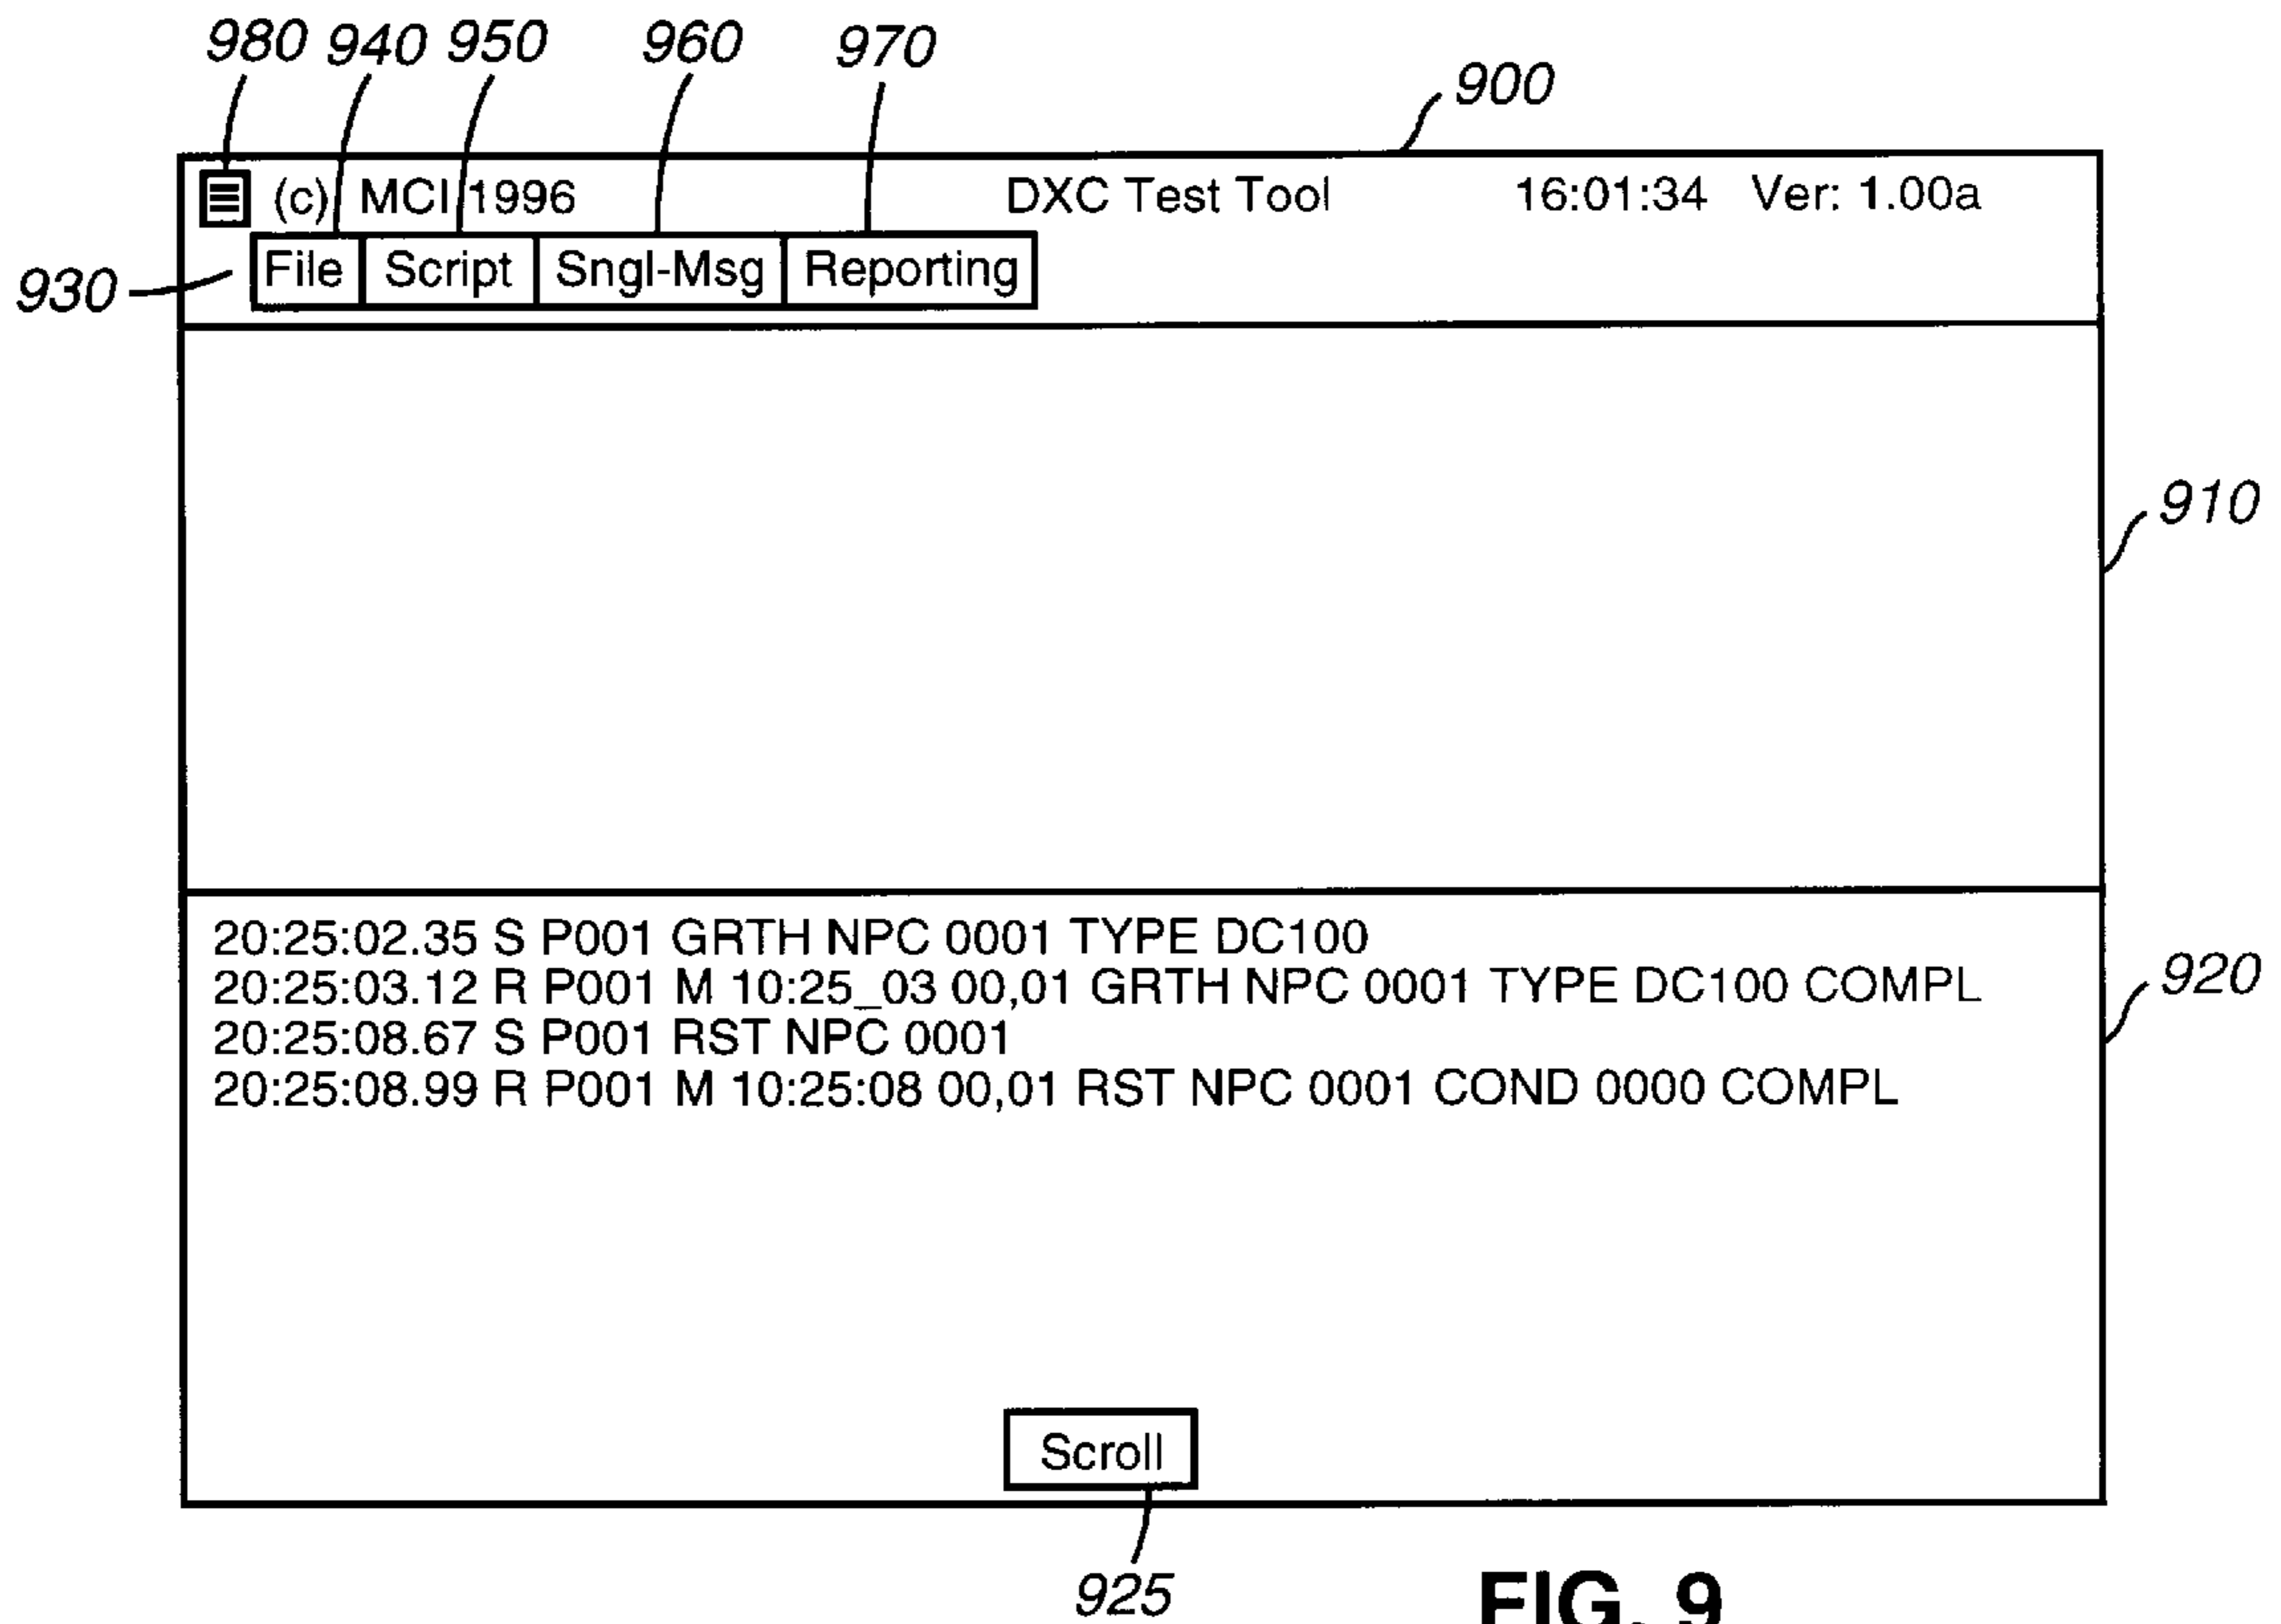 980 940 950 960 970
900
(c) MCI 1996 DXC Test Tool 16:01:34 Ver: 1.00a
File Script Sngl-Msg Reporting
930
910
20:25:02.35 S P001 GRTH NPC 0001 TYPE DC100
20:25:03.12 R P001 M 10:25_03 00,01 GRTH NPC 0001 TYPE DC100 COMPL
920
20:25:08.67 S P001 RST NPC 0001
20:25:08.99 R P001 M 10:25:08 00,01 RST NPC 0001 COND 0000 COMPL
Scroll
925
FIG. 9